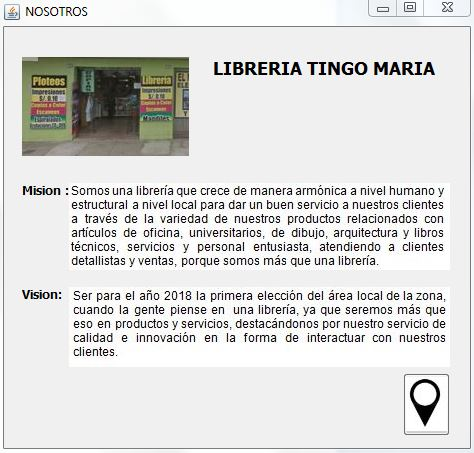 NOSOTROS
LIBRERIA TINGO MARIA
Ploteos
Impresiones
Libreria
Impresiones
Mision :
Somos una librería que crece de manera armónica a nivel humano y
estructural a nivel local para dar un buen servicio a nuestros clientes
a través de la variedad de nuestros productos relacionados con
artículos de oficina, universitarios, de dibujo, arquitectura y libros
técnicos, servicios y personal entusiasta, atendiendo a clientes
detallistas y ventas, porque somos más que una librería.
Vision:
Ser para el año 2018 la primera elección del área local de la zona,
cuando la gente piense en una librería, ya que seremos más que
eso en productos y servicios, destacándonos por nuestro servicio de
calidad e innovación en la forma de interactuar con nuestros
clientes.